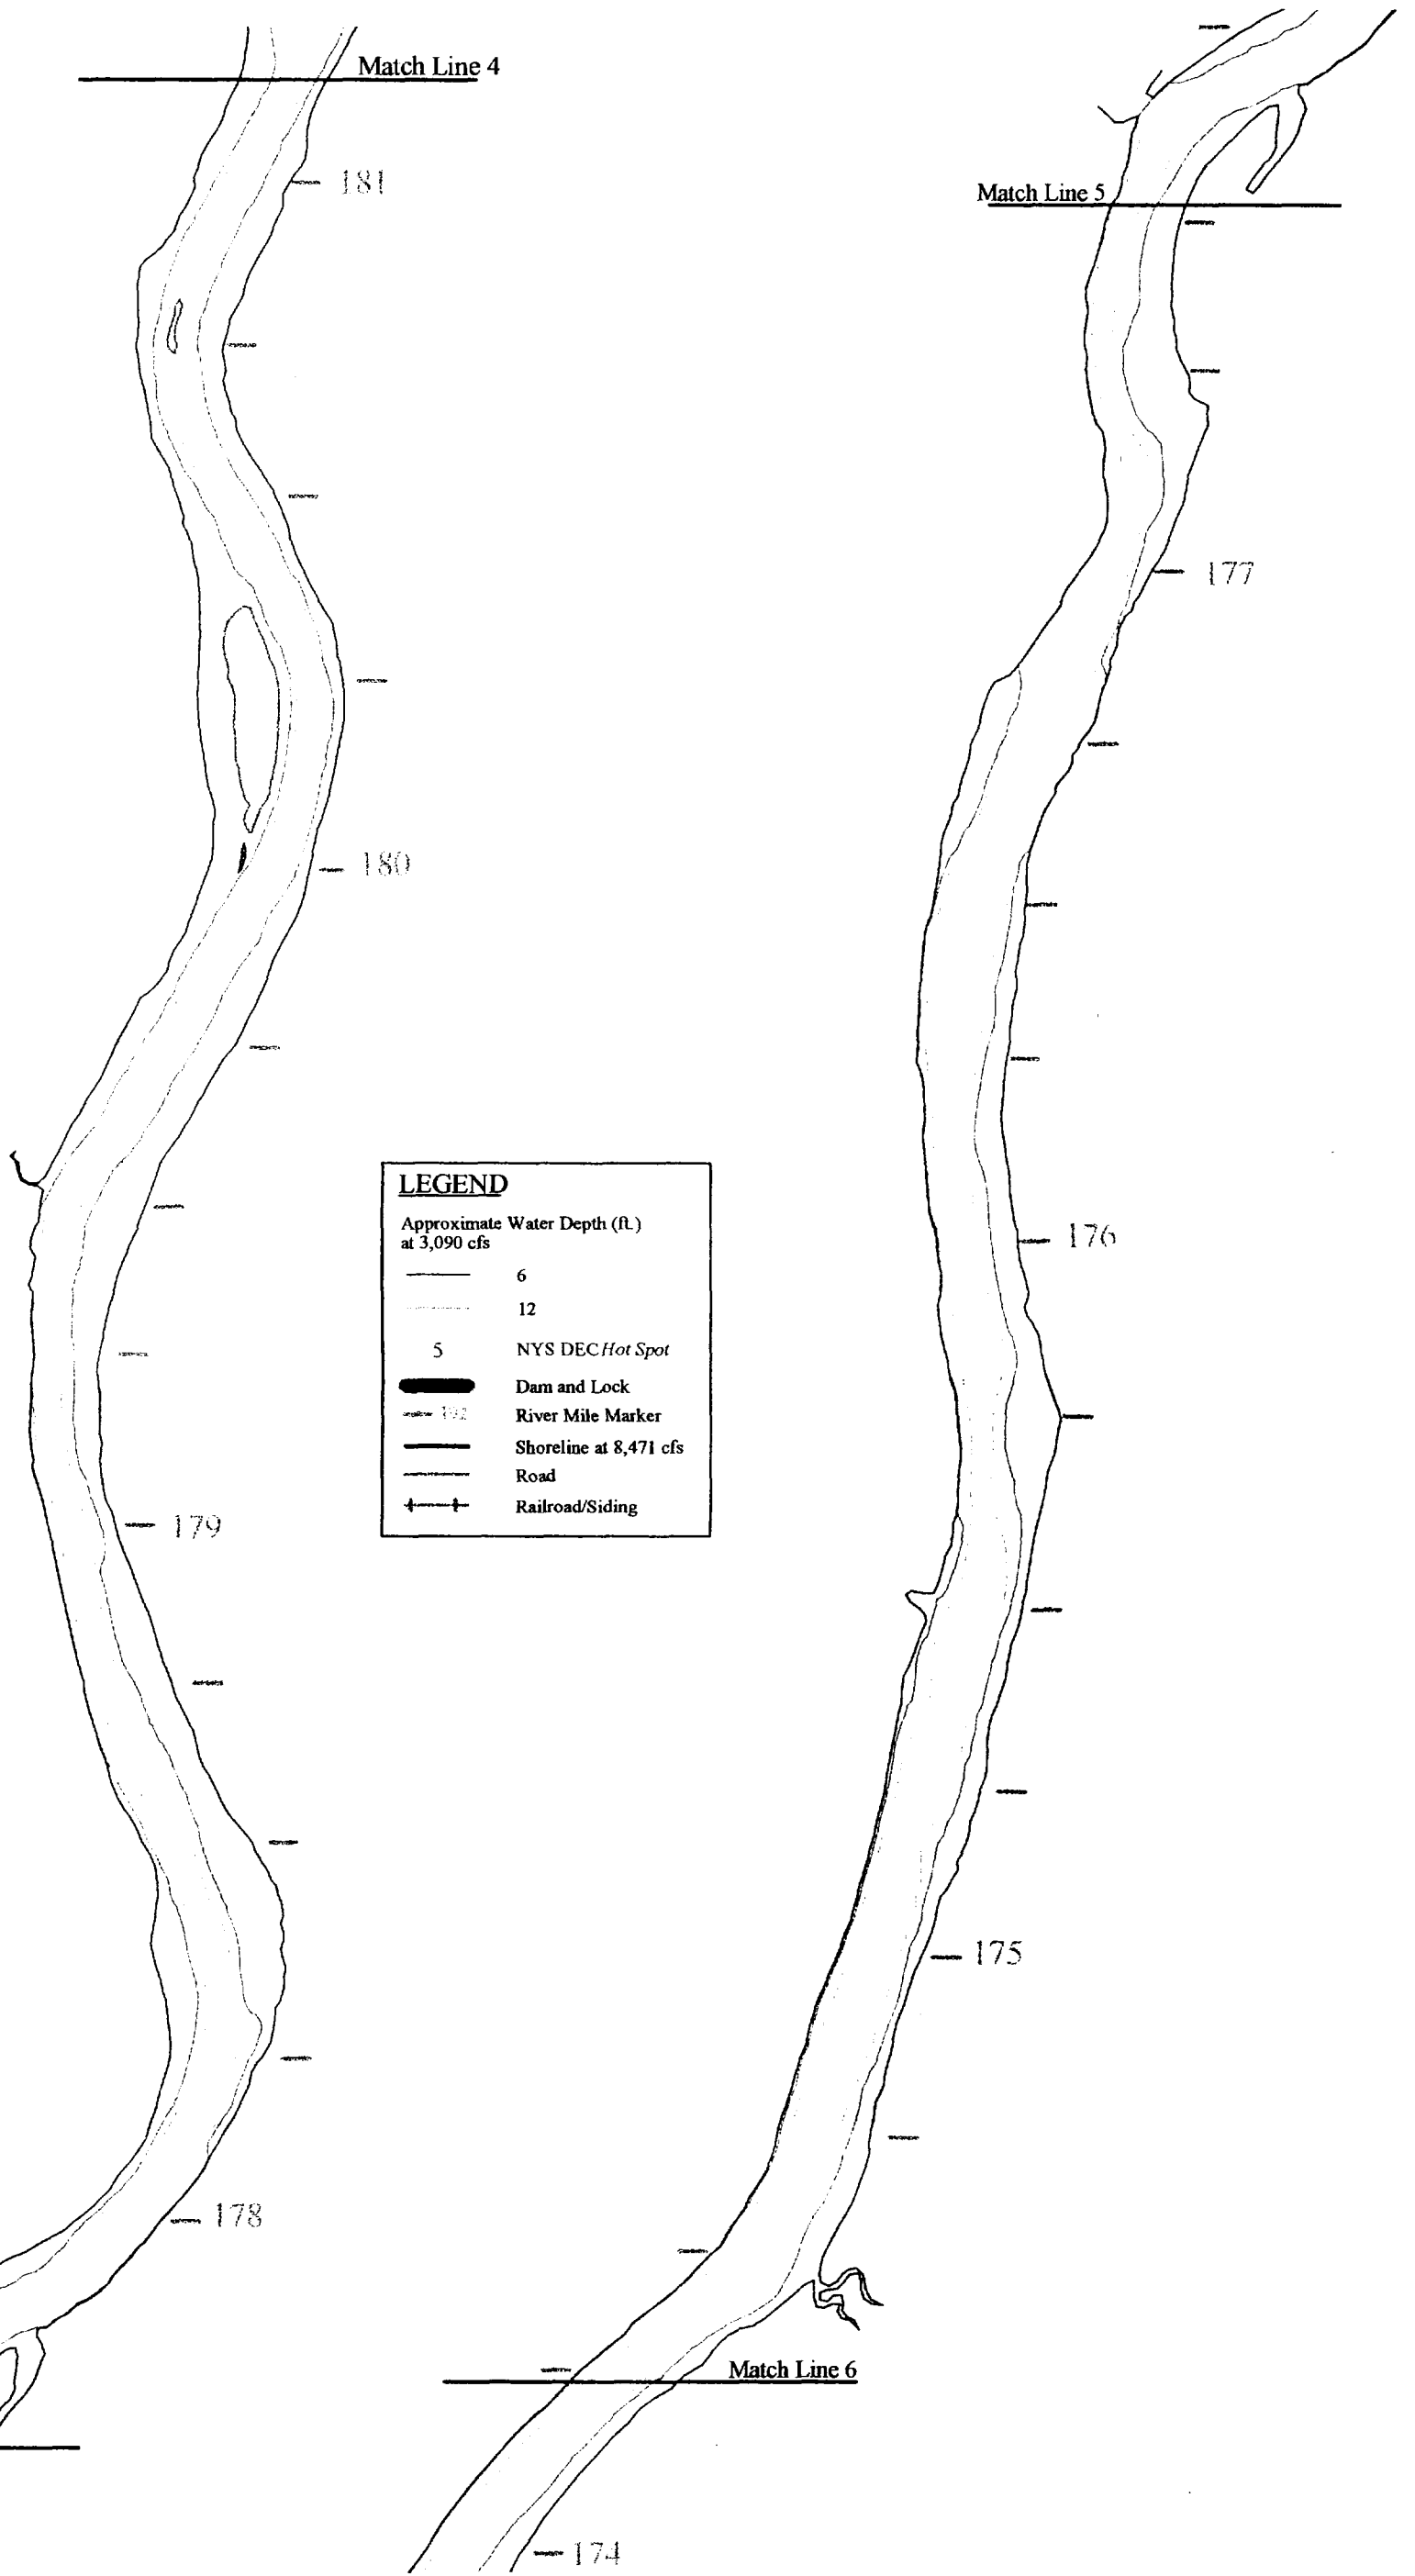 Match Line 4
181
180
179
178
LEGEND
Approximate Water Depth (ft.)
at 3,090 cfs
6
12
5 NYS DEC Hot Spot
Dam and Lock
River Mile Marker
Shoreline at 8,471 cfs
Road
Railroad/Siding
Match Line 5
177
176
175
Match Line 6
174